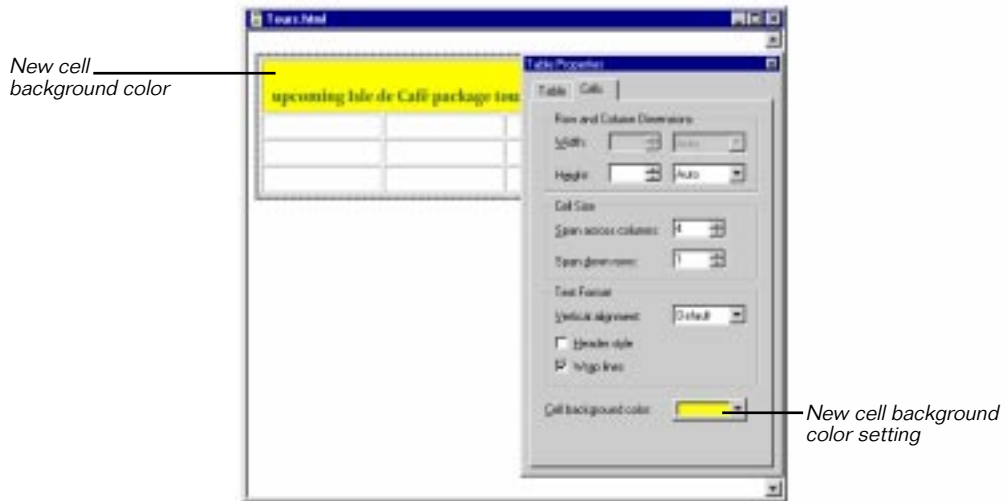 Tours.html
New cell
background color
upcoming Isle de Café package tou
Table Properties
Table Cells
Row and Column Dimensions
Width: Auto
Height: Auto
Cell Size
Span across columns: 4
Span down rows: 1
Text Format
Vertical alignment: Default
Header style
Wrap lines
Cell background color:
New cell background
color setting